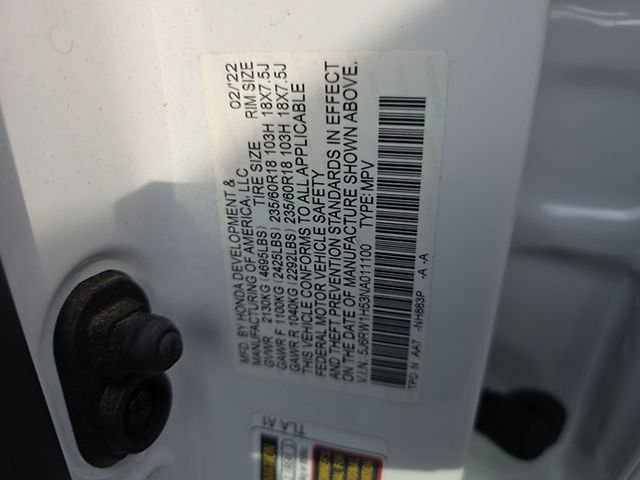 MFD. BY HONDA DEVELOPMENT & 02/'22
MANUFACTURING OF AMERICA, LLC
TIRE SIZE RIM SIZE
GVWR 2130KG (4695LBS)
GAWR F 1100KG (2425LBS) 235/60R18 103H 18X7.5J
GAWR R 1040KG (2292LBS) 235/60R18 103H 18X7.5J
THIS VEHICLE CONFORMS TO ALL APPLICABLE
FEDERAL MOTOR VEHICLE SAFETY
AND THEFT PREVENTION STANDARDS IN EFFECT
ON THE DATE OF MANUFACTURE SHOWN ABOVE.
V.I.N: 5J6RW1H53NA011100 TYPE:MPV
TPD N AA7 -NH883P -A -A
TLA A1